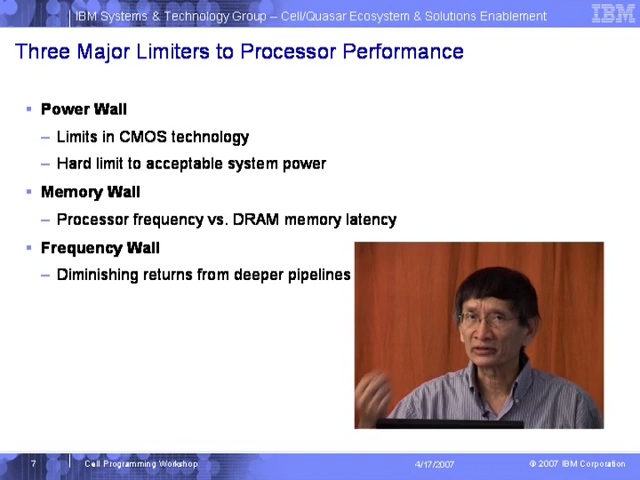 IBM Systems & Technology Group – Cell/Quasar Ecosystem & Solutions Enablement
IBM
Three Major Limiters to Processor Performance
▪ Power Wall
– Limits in CMOS technology
– Hard limit to acceptable system power
▪ Memory Wall
– Processor frequency vs. DRAM memory latency
▪ Frequency Wall
– Diminishing returns from deeper pipelines
7 Cell Programming Workshop 4/17/2007 © 2007 IBM Corporation